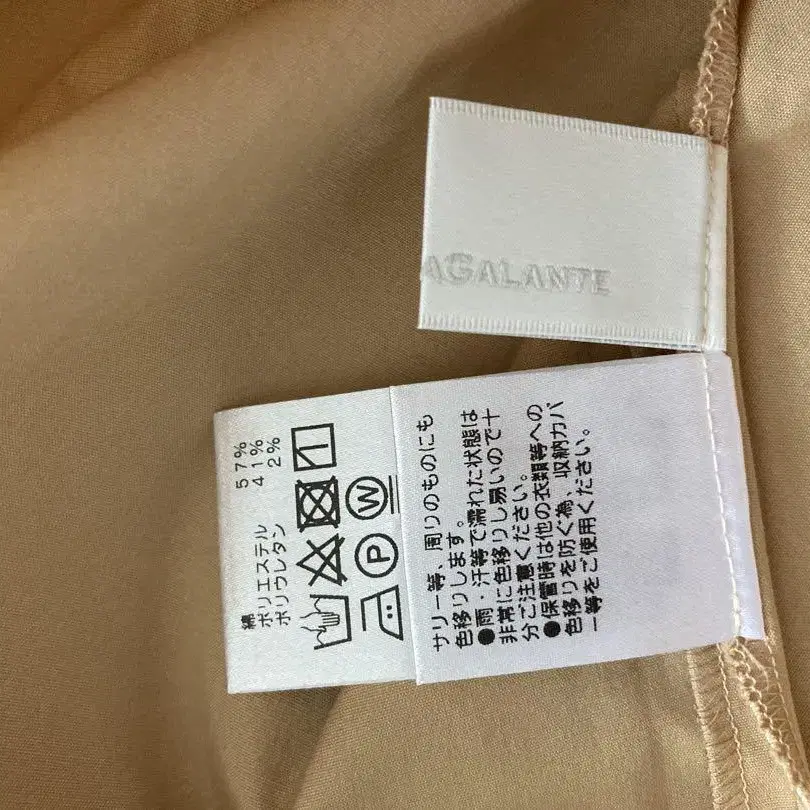 AGALANTE
綿 57%
ポリエステル 41%
ポリウレタン 2%
W
P
サリー等、周りのものにも
色移りします。
●雨・汗等で濡れた状態は
非常に色移りし易いので十
分ご注意ください。
●保管時は他の衣類等への
色移りを防ぐ為、収納カバ
ー等をご使用ください。